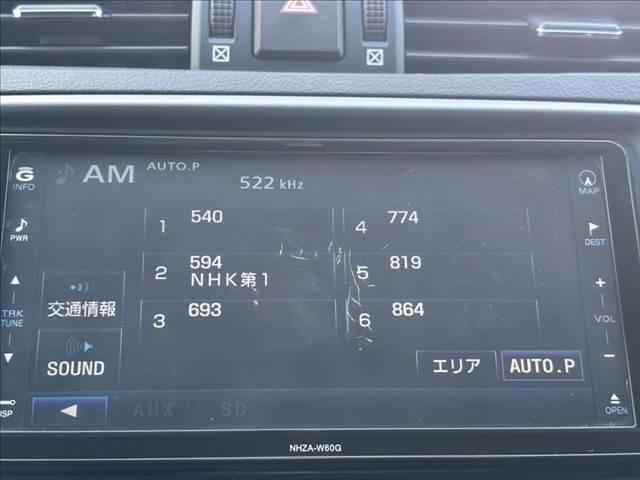 AM AUTO.P
522 kHz
G
INFO
MAP
1 540
4 774
PWR
DEST
2 594
NHK第1
5 819
交通情報
TRK
TUNE
VOL
3 693
6 864
SOUND
エリア AUTO.P
AUX SD
DISP
OPEN
NHZA-W60G